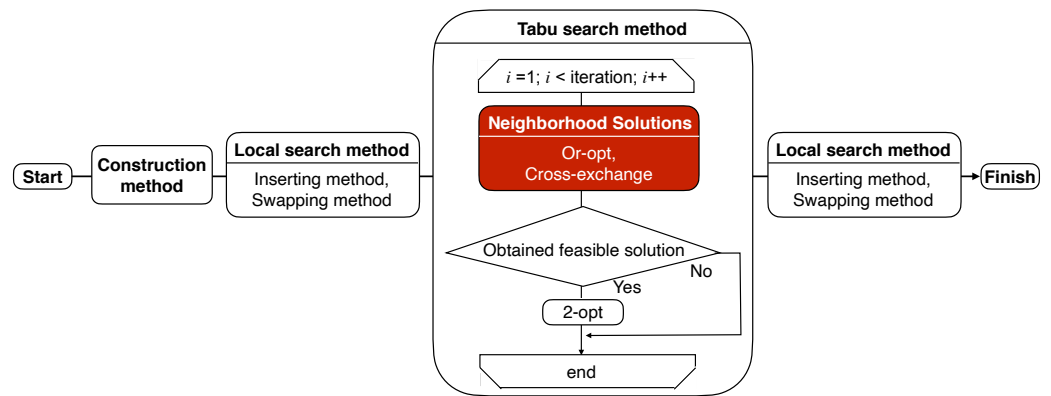 Start
Construction
method
Local search method
Inserting method,
Swapping method
Tabu search method
i =1; i < iteration; i++
Neighborhood Solutions
Or-opt,
Cross-exchange
Obtained feasible solution
No
Yes
2-opt
end
Local search method
Inserting method,
Swapping method
Finish